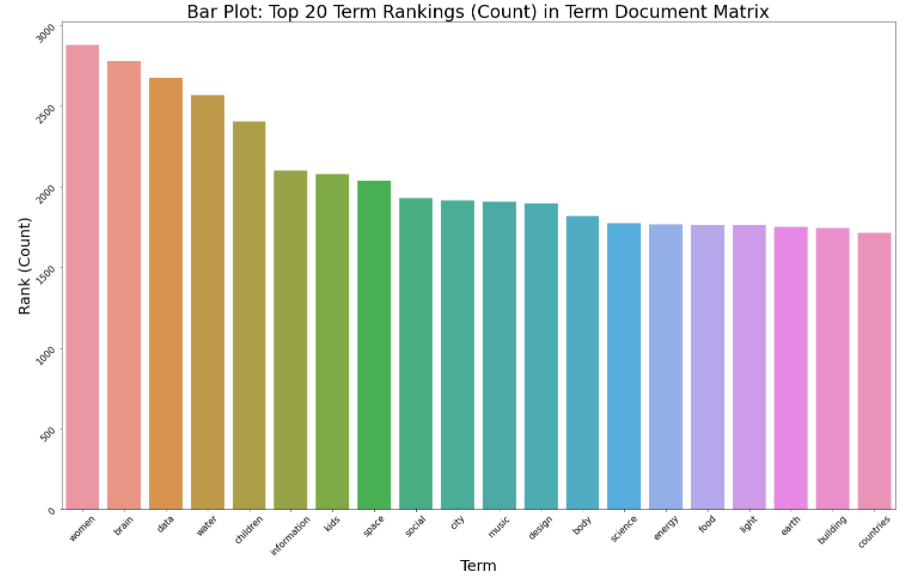 Bar Plot: Top 20 Term Rankings (Count) in Term Document Matrix
Rank (Count)
3000
2500
2000
1500
1000
500
0
women
brain
data
water
children
information
kids
space
social
city
music
design
body
science
energy
food
light
earth
building
countries
Term